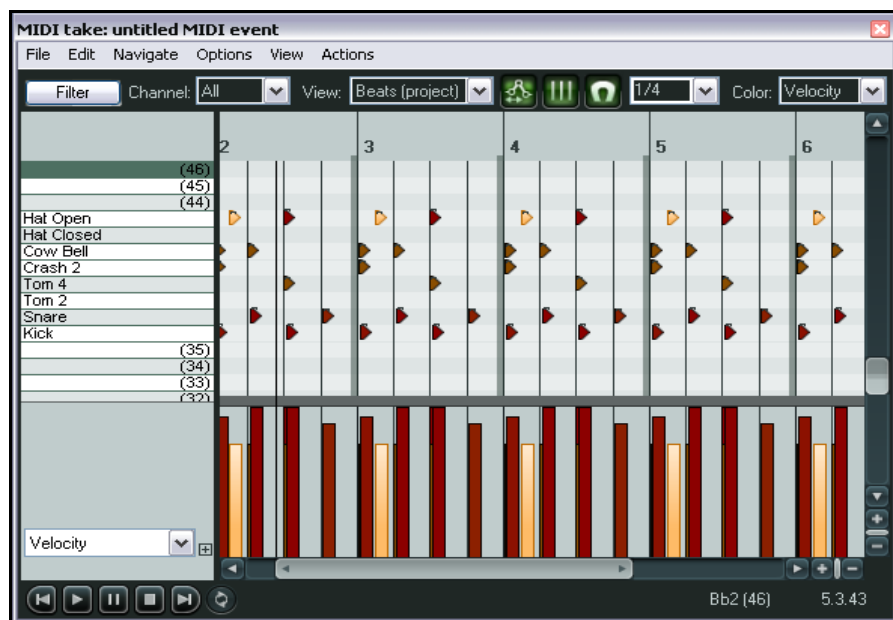 MIDI take: untitled MIDI event
File Edit Navigate Options View Actions
Filter Channel: All View: Beats (project) 1/4 Color: Velocity
2 3 4 5 6
(46)
(45)
(44)
Hat Open
Hat Closed
Cow Bell
Crash 2
Tom 4
Tom 2
Snare
Kick
(35)
(34)
(33)
(32)
Velocity
Bb2 (46) 5.3.43